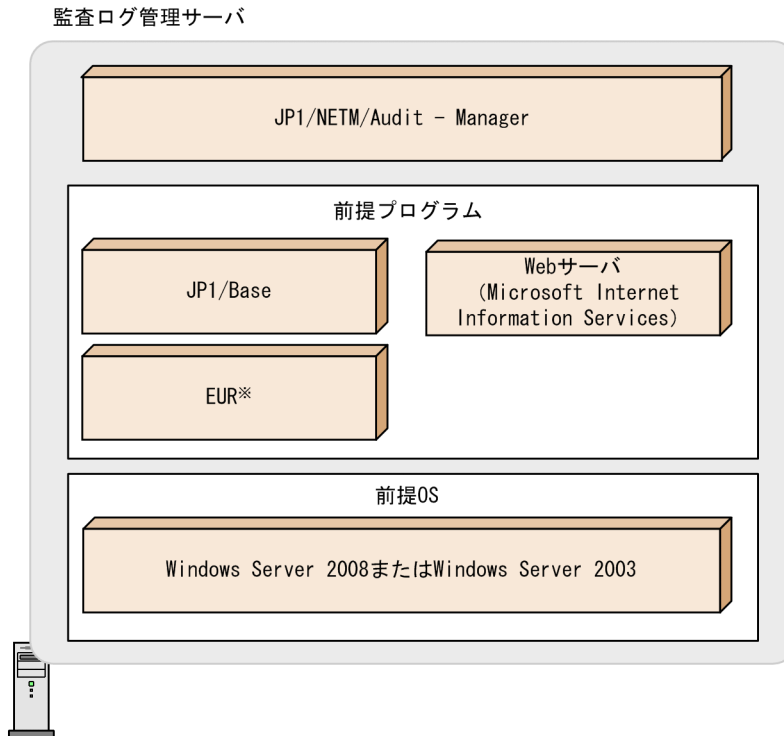 監査ログ管理サーバ
JP1/NETM/Audit - Manager
前提プログラム
JP1/Base
Webサーバ
(Microsoft Internet
Information Services)
EUR※
前提OS
Windows Server 2008またはWindows Server 2003